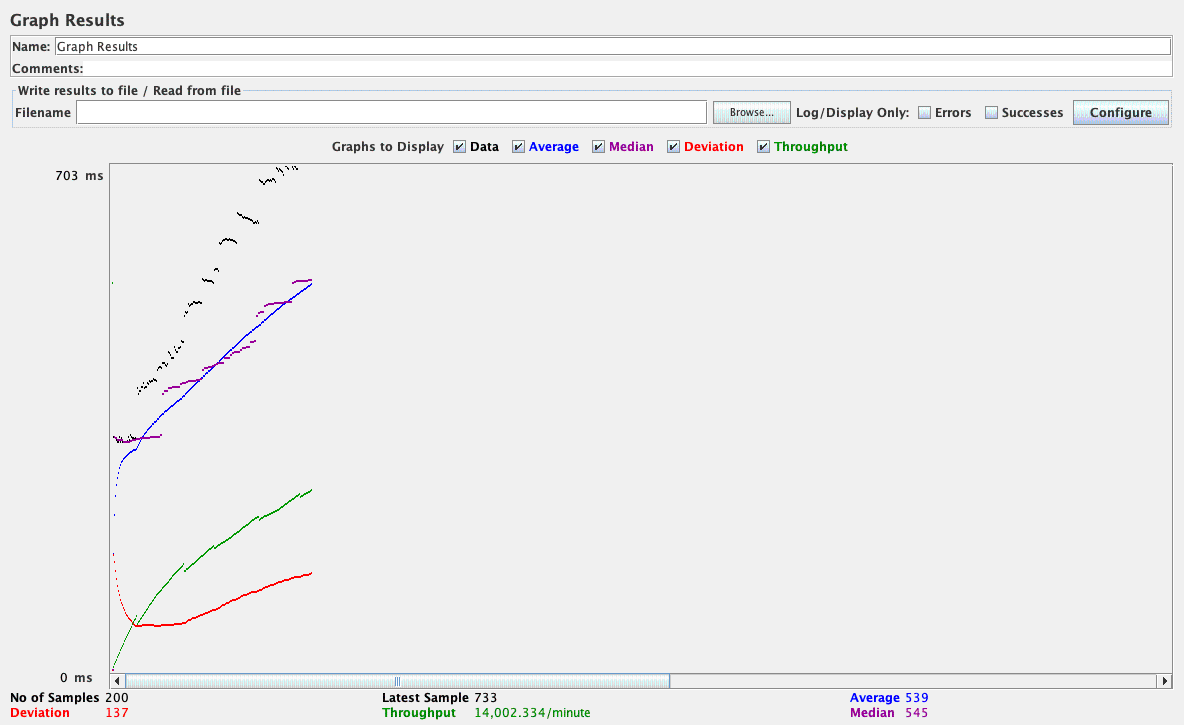 Graph Results
Name: Graph Results
Comments:
Write results to file / Read from file
Filename Browse... Log/Display Only: Errors Successes Configure
Graphs to Display Data Average Median Deviation Throughput
703 ms
0 ms
No of Samples 200 Latest Sample 733 Average 539
Deviation 137 Throughput 14,002.334/minute Median 545